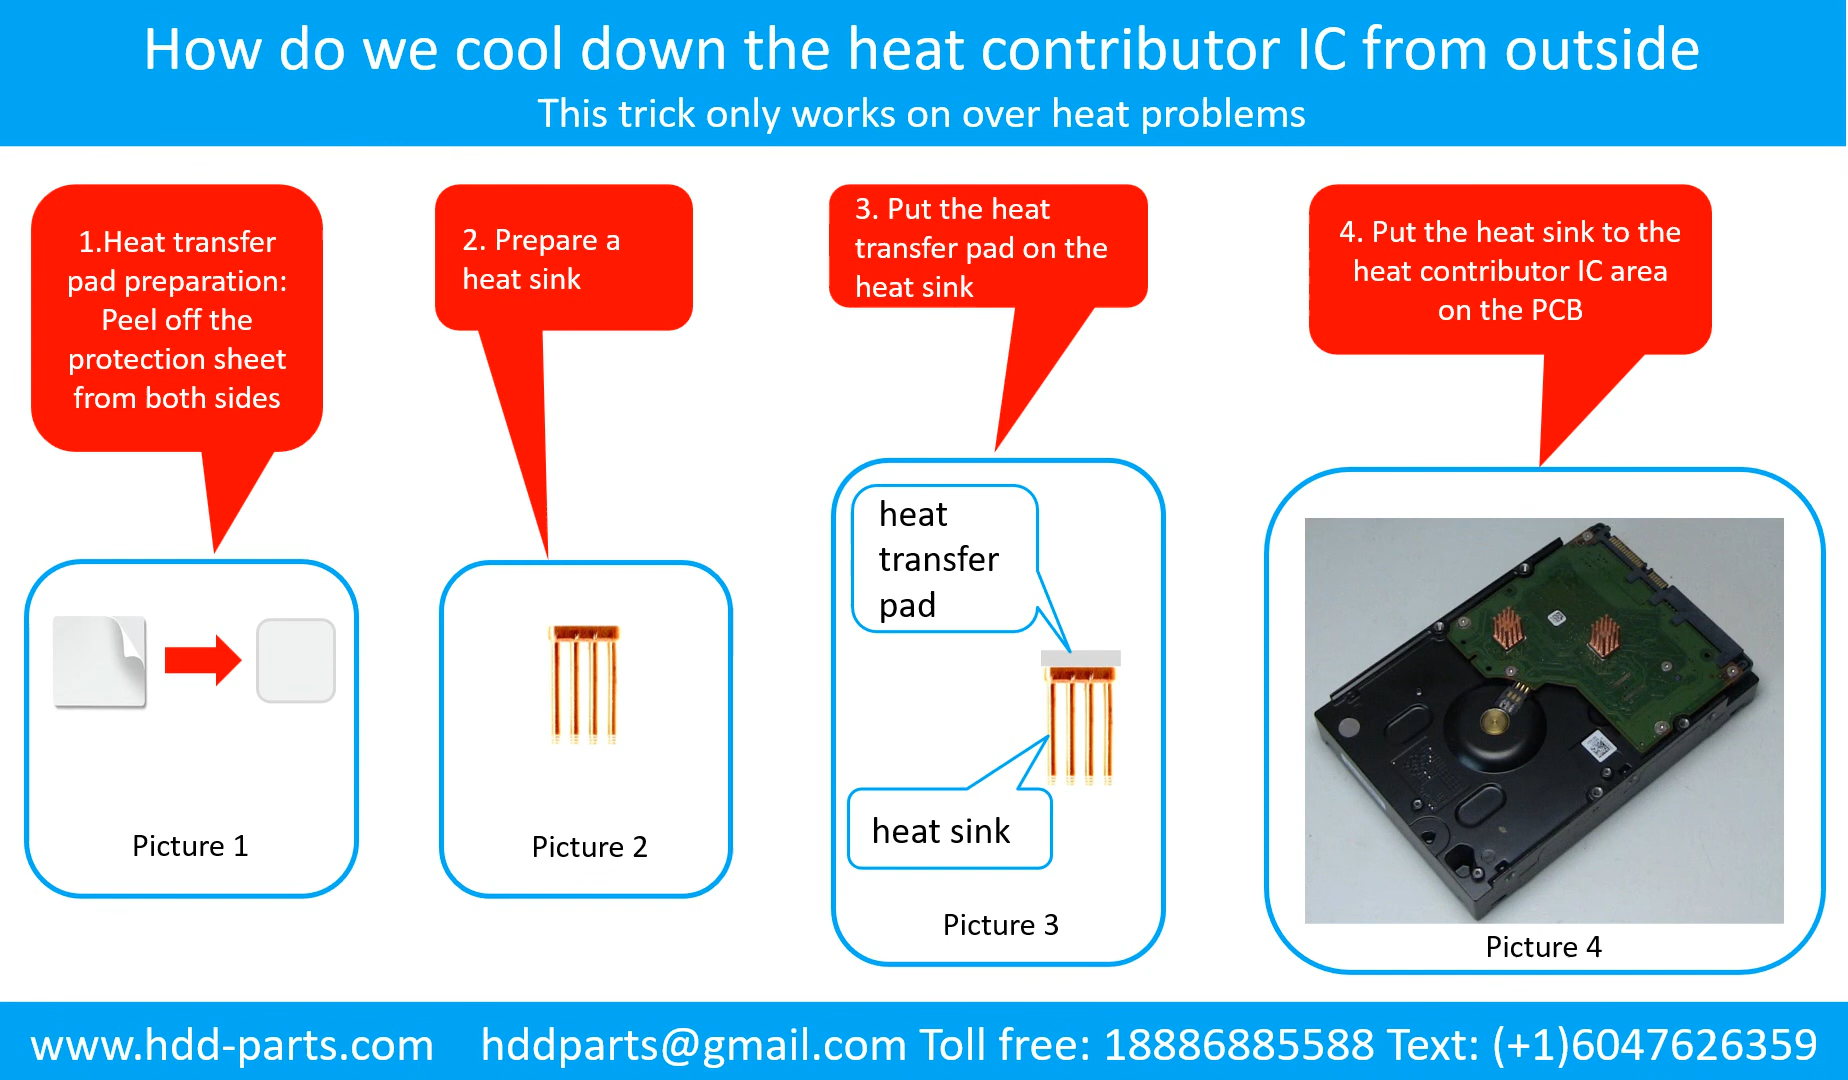 How do we cool down the heat contributor IC from outside
This trick only works on over heat problems
1.Heat transfer
pad preparation:
Peel off the
protection sheet
from both sides
2. Prepare a
heat sink
3. Put the heat
transfer pad on the
heat sink
4. Put the heat sink to the
heat contributor IC area
on the PCB
heat
transfer
pad
heat sink
Picture 1
Picture 2
Picture 3
Picture 4
www.hdd-parts.com hddparts@gmail.com Toll free: 18886885588 Text: (+1)6047626359